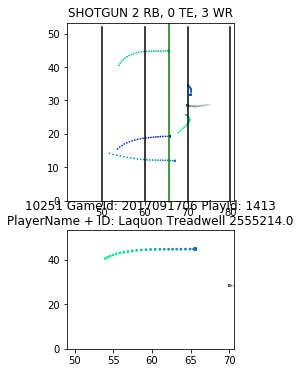 SHOTGUN 2 RB, 0 TE, 3 WR
50
40
30
20
10
0
50 60 70 80
10251 GameId: 2017091706 PlayId: 1413
PlayerName + ID: Laquon Treadwell 2555214.0
40
20
0
50 55 60 65 70